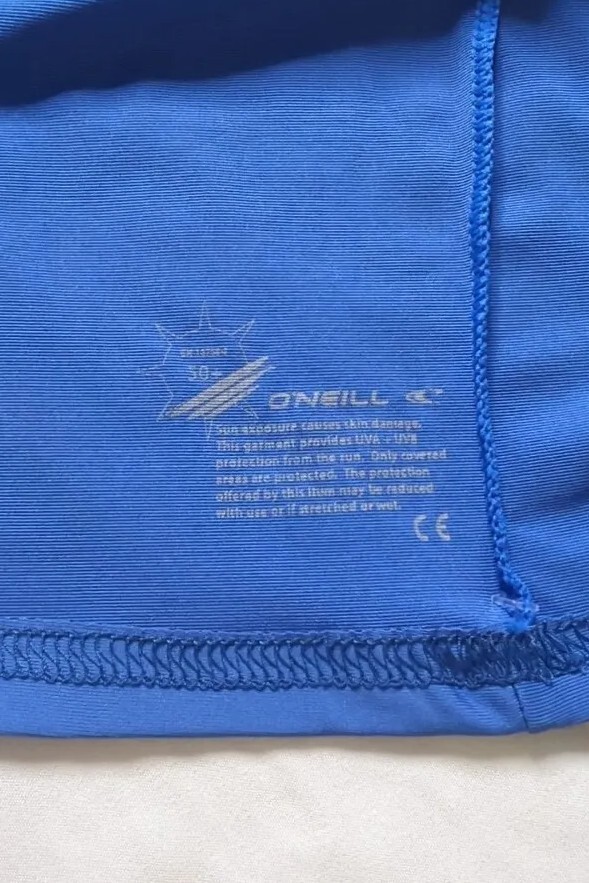 50+
O'NEILL
Sun exposure causes skin damage.
This garment provides UVA + UVB
protection from the sun. Only covered
areas are protected. The protection
offered by this item may be reduced
with use or if stretched or wet.
CE